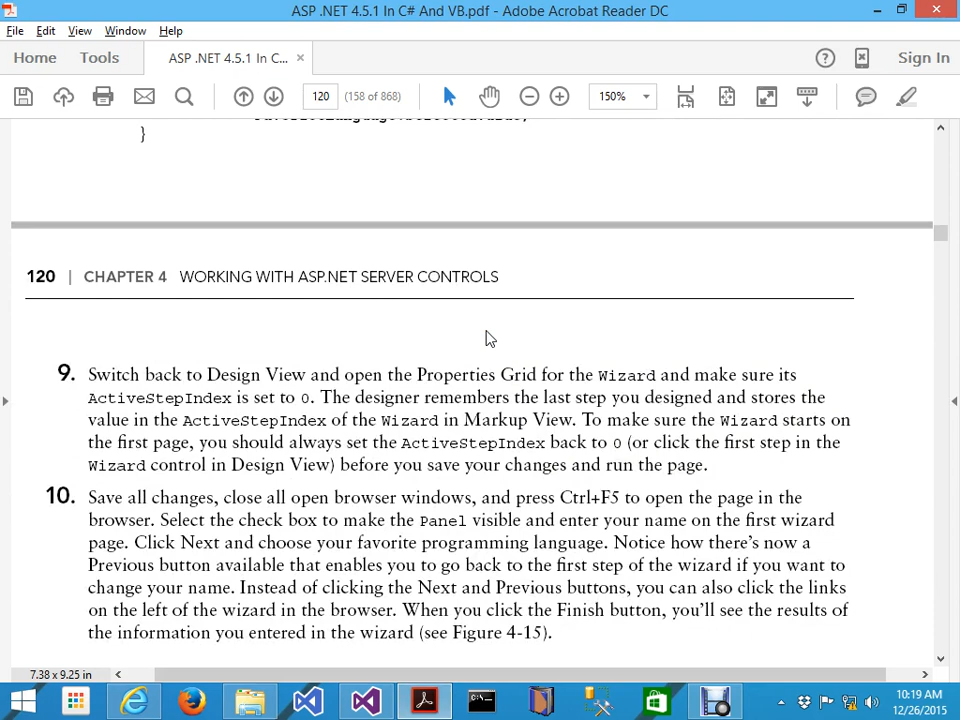 ASP .NET 4.5.1 In C# And VB.pdf - Adobe Acrobat Reader DC
File Edit View Window Help
Home Tools ASP .NET 4.5.1 In C... × Sign In
120 (158 of 868) 150%
}
120 | CHAPTER 4 WORKING WITH ASP.NET SERVER CONTROLS
9. Switch back to Design View and open the Properties Grid for the Wizard and make sure its
ActiveStepIndex is set to 0. The designer remembers the last step you designed and stores the
value in the ActiveStepIndex of the Wizard in Markup View. To make sure the Wizard starts on
the first page, you should always set the ActiveStepIndex back to 0 (or click the first step in the
Wizard control in Design View) before you save your changes and run the page.
10. Save all changes, close all open browser windows, and press Ctrl+F5 to open the page in the
browser. Select the check box to make the Panel visible and enter your name on the first wizard
page. Click Next and choose your favorite programming language. Notice how there's now a
Previous button available that enables you to go back to the first step of the wizard if you want to
change your name. Instead of clicking the Next and Previous buttons, you can also click the links
on the left of the wizard in the browser. When you click the Finish button, you'll see the results of
the information you entered in the wizard (see Figure 4-15).
7.38 x 9.25 in
10:19 AM
12/26/2015